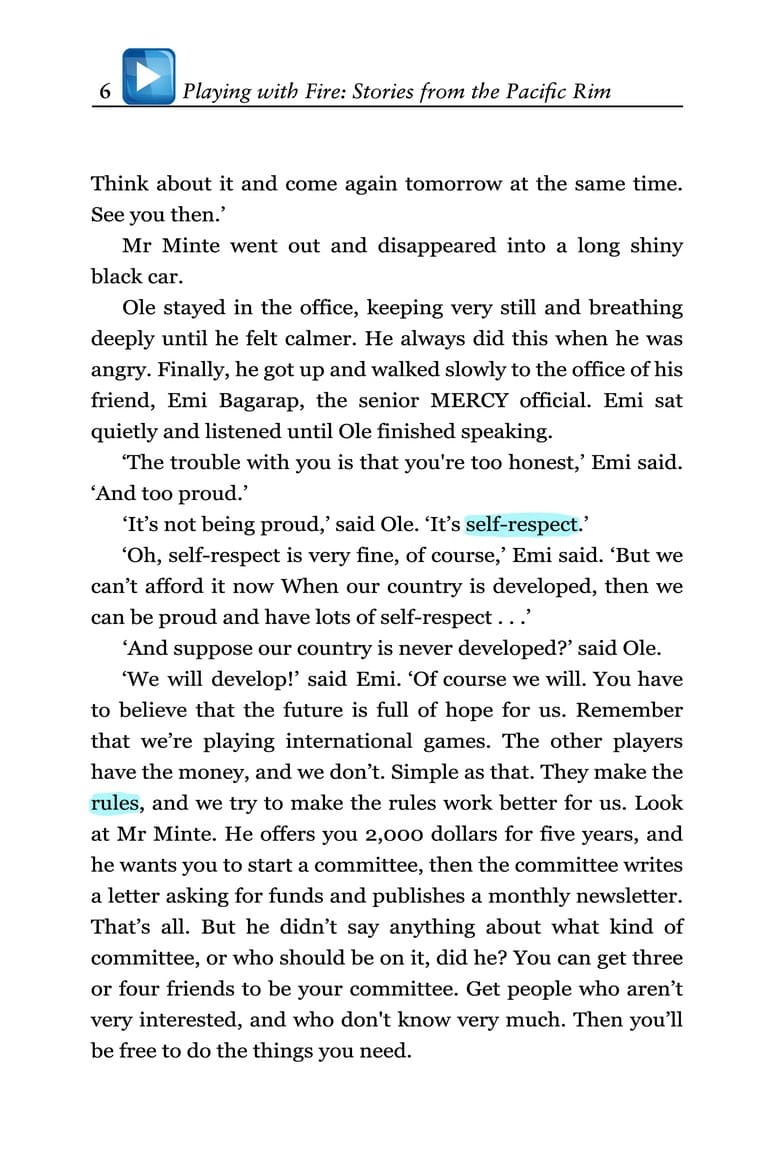 6 Playing with Fire: Stories from the Pacific Rim
Think about it and come again tomorrow at the same time.
See you then.’
Mr Minte went out and disappeared into a long shiny
black car.
Ole stayed in the office, keeping very still and breathing
deeply until he felt calmer. He always did this when he was
angry. Finally, he got up and walked slowly to the office of his
friend, Emi Bagarap, the senior MERCY official. Emi sat
quietly and listened until Ole finished speaking.
‘The trouble with you is that you're too honest,’ Emi said.
‘And too proud.’
‘It’s not being proud,’ said Ole. ‘It’s self-respect.’
‘Oh, self-respect is very fine, of course,’ Emi said. ‘But we
can’t afford it now When our country is developed, then we
can be proud and have lots of self-respect . . .’
‘And suppose our country is never developed?’ said Ole.
‘We will develop!’ said Emi. ‘Of course we will. You have
to believe that the future is full of hope for us. Remember
that we’re playing international games. The other players
have the money, and we don’t. Simple as that. They make the
rules, and we try to make the rules work better for us. Look
at Mr Minte. He offers you 2,000 dollars for five years, and
he wants you to start a committee, then the committee writes
a letter asking for funds and publishes a monthly newsletter.
That’s all. But he didn’t say anything about what kind of
committee, or who should be on it, did he? You can get three
or four friends to be your committee. Get people who aren’t
very interested, and who don't know very much. Then you’ll
be free to do the things you need.